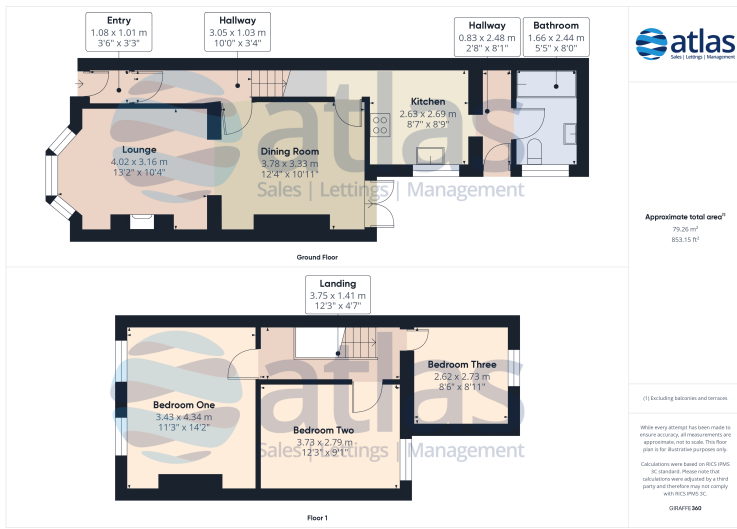 Entry
1.08 x 1.01 m
3'6" x 3'3"
Hallway
3.05 x 1.03 m
10'0" x 3'4"
Hallway
0.83 x 2.48 m
2'8" x 8'1"
Bathroom
1.66 x 2.44 m
5'5" x 8'0"
Lounge
4.02 x 3.16 m
13'2" x 10'4"
Dining Room
3.78 x 3.33 m
12'4" x 10'11"
Kitchen
2.63 x 2.69 m
8'7" x 8'9"
atlas
Sales | Lettings | Management
Ground Floor
Landing
3.75 x 1.41 m
12'3" x 4'7"
Bedroom One
3.43 x 4.34 m
11'3" x 14'2"
Bedroom Two
3.73 x 2.79 m
12'3" x 9'1"
Bedroom Three
2.62 x 2.73 m
8'6" x 8'11"
atlas
Sales | Lettings | Management
Floor 1
atlas
Sales | Lettings | Management
Approximate total area⁽¹⁾
79.26 m²
853.15 ft²
(1) Excluding balconies and terraces
While every attempt has been made to
ensure accuracy, all measurements are
approximate, not to scale. This floor
plan is for illustrative purposes only.
Calculations were based on RICS IPMS
3C standard. Please note that
calculations were adjusted by a third
party and therefore may not comply
with RICS IPMS 3C.
GIRAFFE360